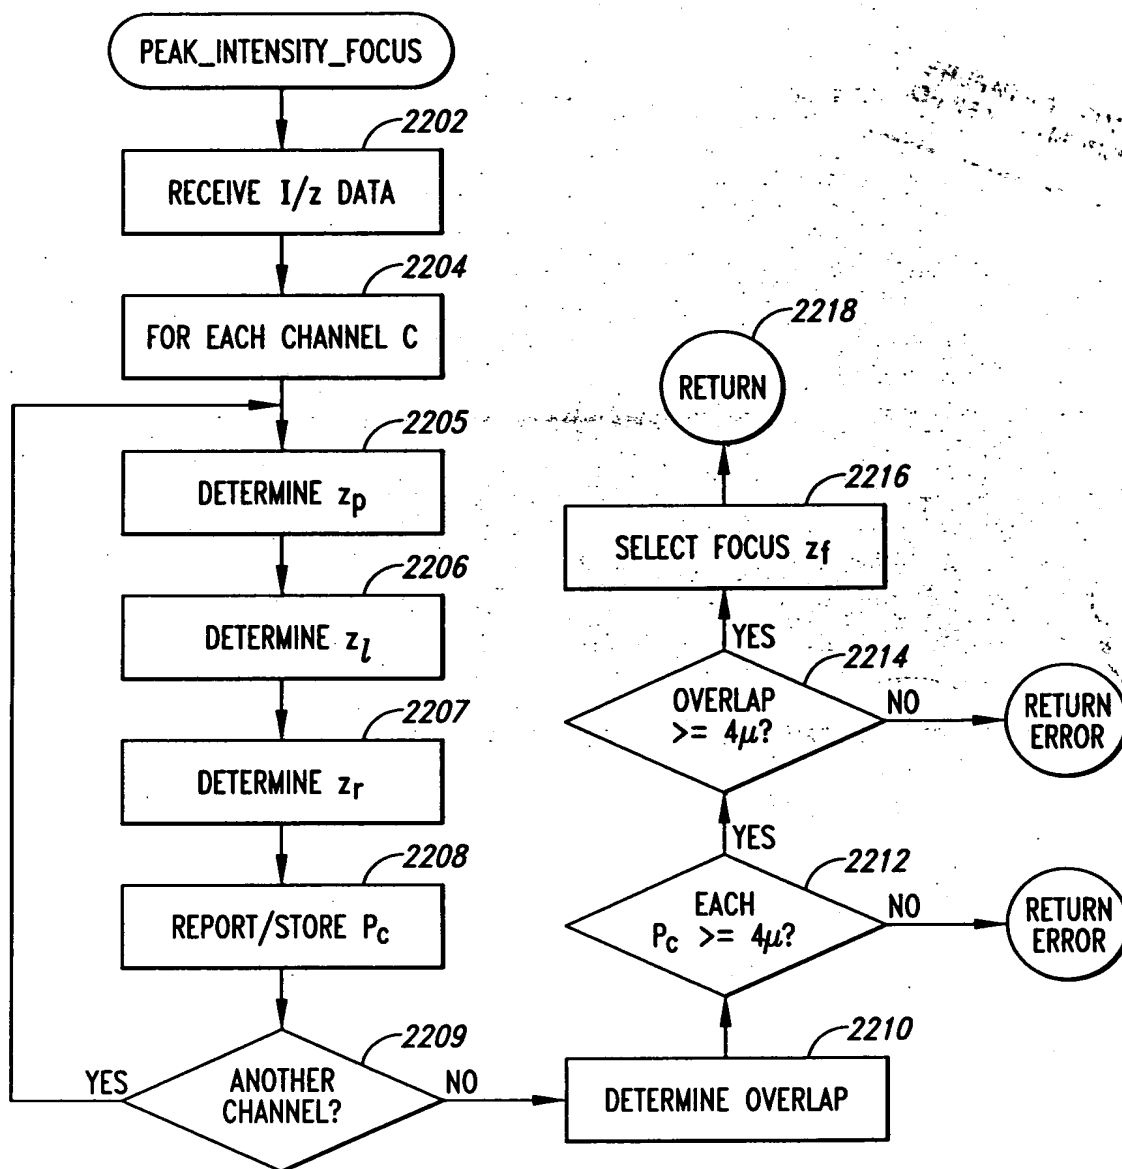 PEAK_INTENSITY_FOCUS
2202
RECEIVE I/z DATA
2204
FOR EACH CHANNEL C
2205
DETERMINE zp
2206
DETERMINE zl
2207
DETERMINE zr
2208
REPORT/STORE Pc
2209
ANOTHER
CHANNEL?
YES
NO
2210
DETERMINE OVERLAP
2212
EACH
Pc >= 4μ?
NO
RETURN
ERROR
YES
2214
OVERLAP
>= 4μ?
NO
RETURN
ERROR
YES
2216
SELECT FOCUS zf
2218
RETURN